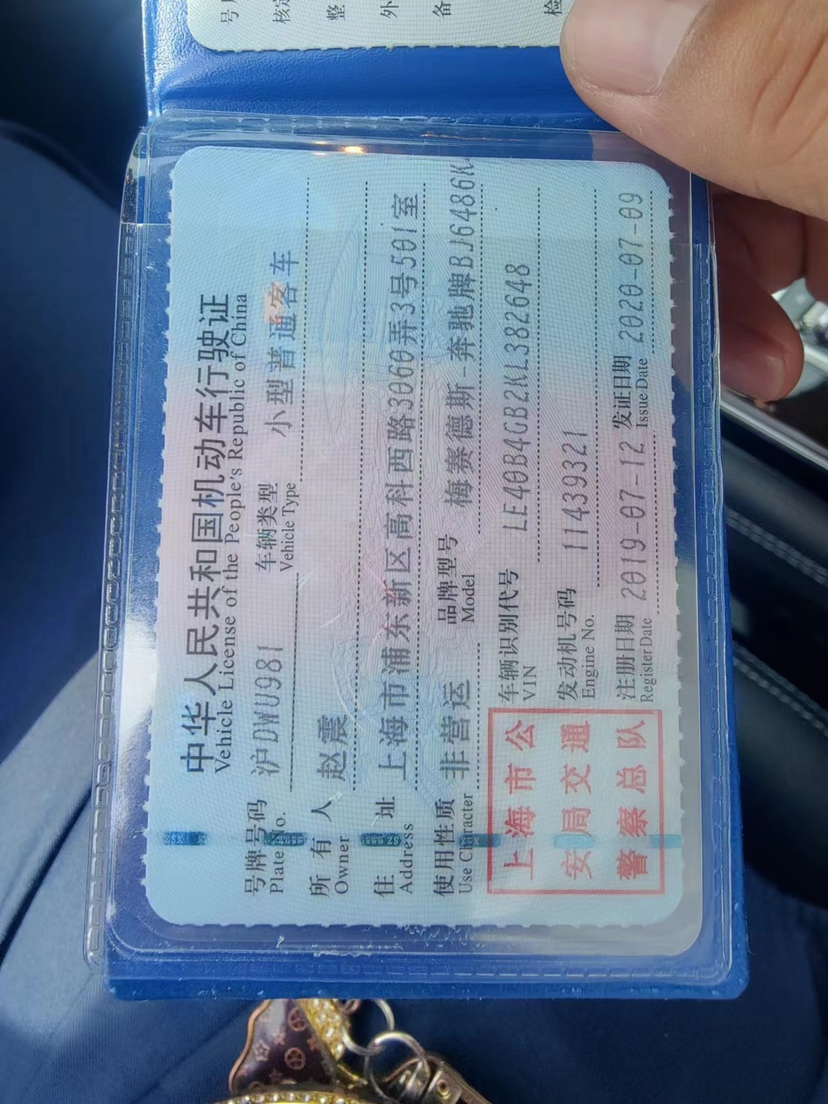 中华人民共和国机动车行驶证
Vehicle License of the People's Republic of China
号牌号码 沪DWU981 车辆类型 小型普通客车
Plate No. Vehicle Type
所有人 赵震
Owner
住址 上海市浦东新区高科西路3060弄3号501室
Address
使用性质 非营运 品牌型号 梅赛德斯-奔驰牌BJ6486K
Use Character Model
上海市公安局交通警察总队
车辆识别代号 LE40B4GB2KL382648
VIN
发动机号码 11439321
Engine No.
注册日期 2019-07-12 发证日期 2020-07-09
Register Date Issue Date